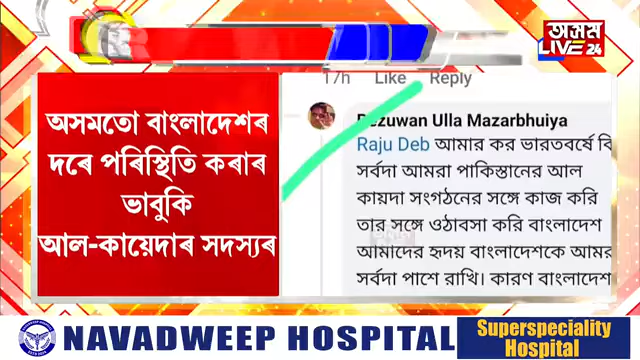 অসম
LIVE 24
17h Like Reply
অসমতো বাংলাদেশৰ
দৰে পৰিস্থিতি কৰাৰ
ভাবুকি
আল-কায়েদাৰ সদস্যৰ
Rezuwan Ulla Mazarbhuiya
Raju Deb আমার কর ভারতবর্ষে বি
সর্বদা আমরা পাকিস্তানের আল
কায়দা সংগঠনের সঙ্গে কাজ করি
তার সঙ্গে ওঠাবসা করি বাংলাদেশ
আমাদের হৃদয় বাংলাদেশকে আমর
সর্বদা পাশে রাখি। কারণ বাংলাদেশ
NAVADWEEP HOSPITAL
Superspeciality
Hospital